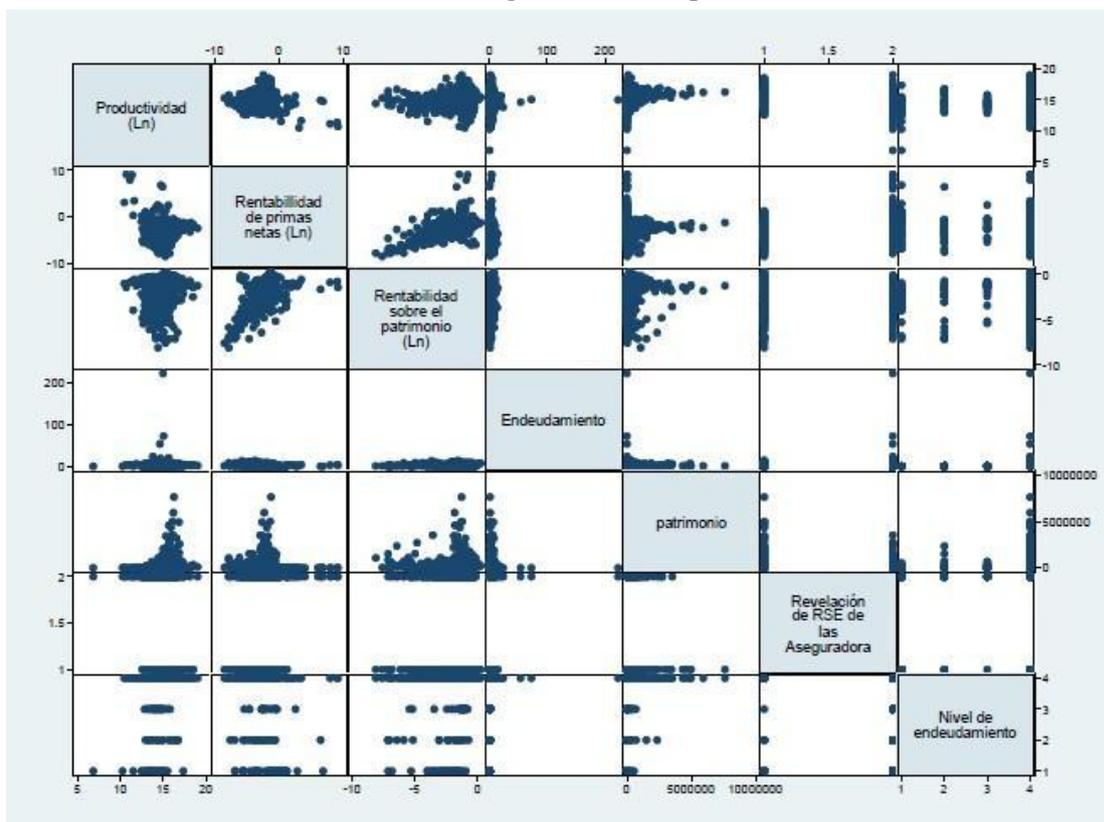 -10 0 10 0 100 200 1 1.5 2
Productividad
(Ln)
20
15
10
5
10
0
-10
Rentabillidad
de primas
netas (Ln)
Rentabilidad
sobre el
patrimonio
(Ln)
0
-5
-10
200
100
0
Endeudamiento
patrimonio
10000000
5000000
0
2
1.5
1
Revelación
de RSE de
las
Aseguradora
Nivel de
endeudamiento
4
3
2
1
5 10 15 20 -10 -5 0 0 5000000 10000000 1 2 3 4